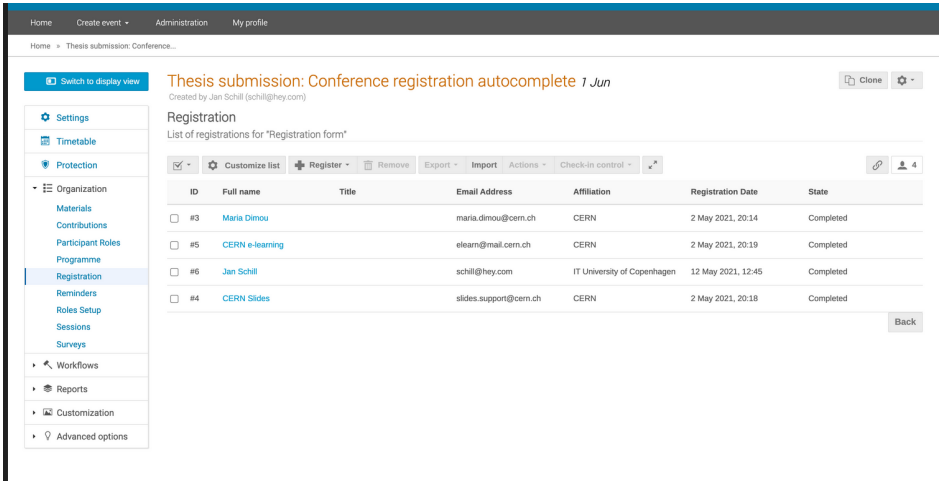 Home Create event Administration My profile
Home » Thesis submission: Conference...
Switch to display view
Settings
Timetable
Protection
Organization
Materials
Contributions
Participant Roles
Programme
Registration
Reminders
Roles Setup
Sessions
Surveys
Workflows
Reports
Customization
Advanced options
Thesis submission: Conference registration autocomplete 1 Jun
Clone
Created by Jan Schill (schill@hey.com)
Registration
List of registrations for "Registration form"
Customize list Register Remove Export Import Actions Check-in control 4
ID Full name Title Email Address Affiliation Registration Date State
#3 Maria Dimou maria.dimou@cern.ch CERN 2 May 2021, 20:14 Completed
#5 CERN e-learning elearn@mail.cern.ch CERN 2 May 2021, 20:19 Completed
#6 Jan Schill schill@hey.com IT University of Copenhagen 12 May 2021, 12:45 Completed
#4 CERN Slides slides.support@cern.ch CERN 2 May 2021, 20:18 Completed
Back